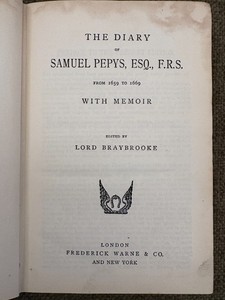 THE DIARY
OF
SAMUEL PEPYS, ESQ., F.R.S.
FROM 1659 TO 1669
WITH MEMOIR
EDITED BY
LORD BRAYBROOKE
LONDON
FREDERICK WARNE & CO.
AND NEW YORK